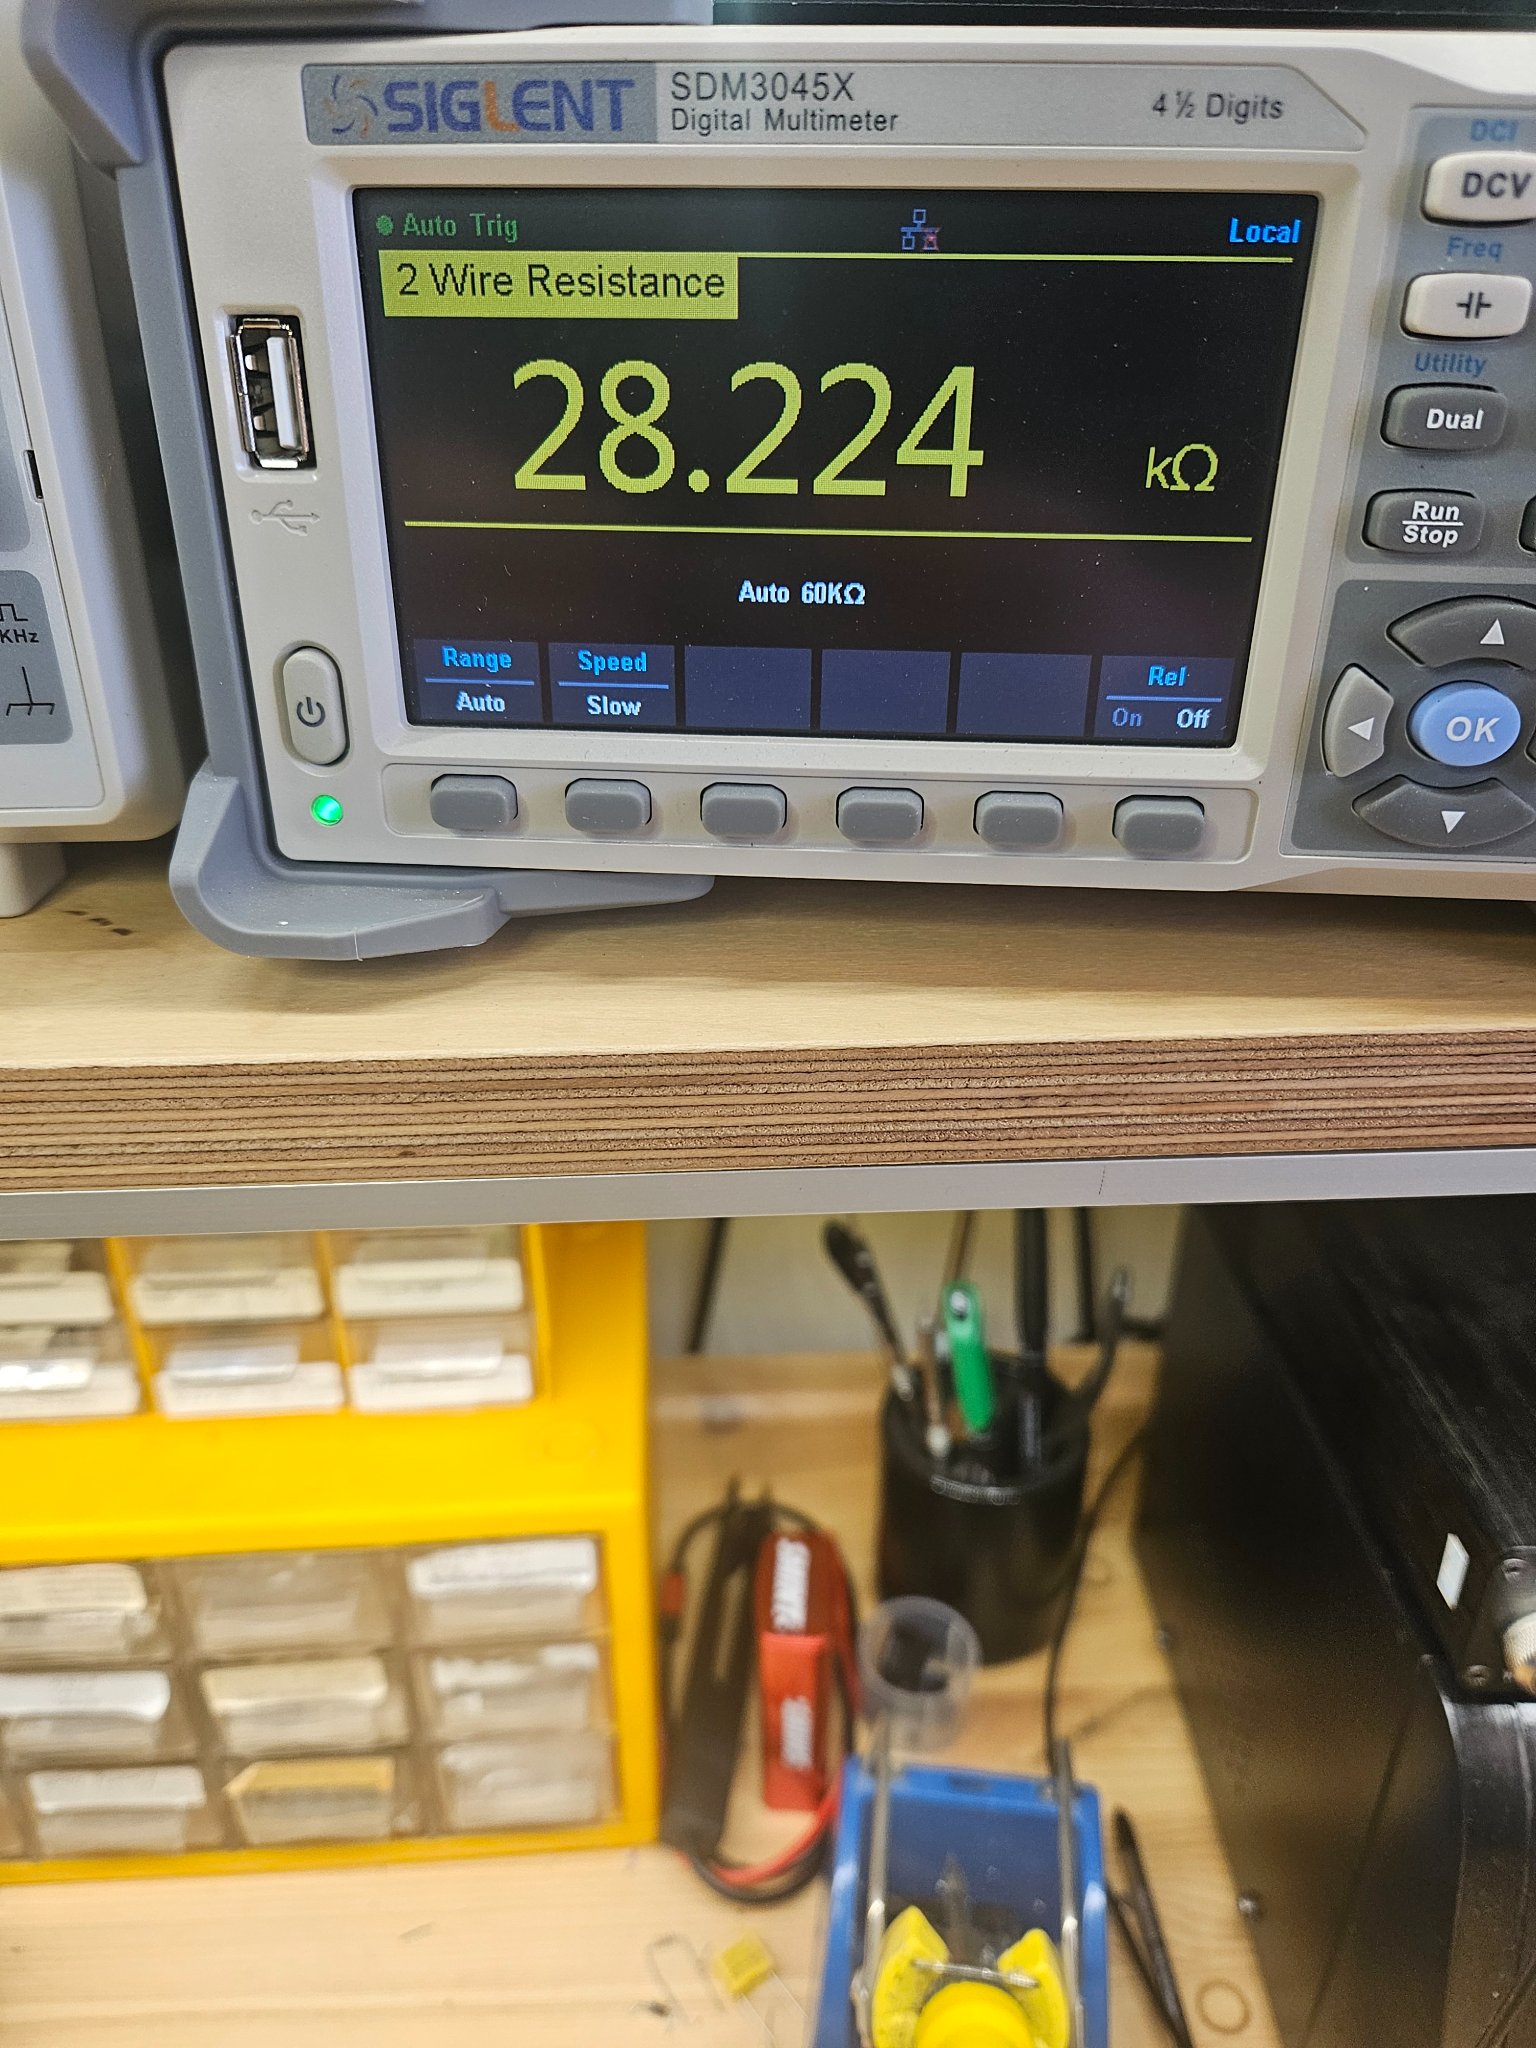 SIGLENT
SDM3045X
Digital Multimeter
4 ½ Digits
DCI
DCV
Auto Trig
Local
Freq
2 Wire Resistance
28.224 kΩ
Utility
Dual
Run
Stop
Auto 60KΩ
KHz
Range
Auto
Speed
Slow
Rel
On Off
OK